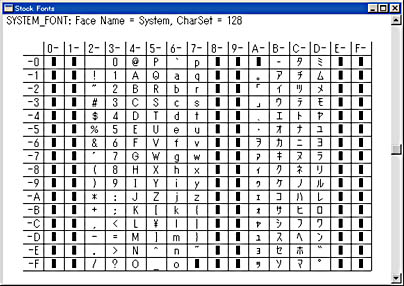 Stock Fonts
SYSTEM_FONT: Face Name = System, CharSet = 128
0- 1- 2- 3- 4- 5- 6- 7- 8- 9- A- B- C- D- E- F-
-0 0 @ P ` p ｰ ﾀ ﾐ
-1 ! 1 A Q a q ｡ ｱ ﾁ ﾑ
-2 " 2 B R b r ｢ ｲ ﾂ ﾒ
-3 # 3 C S c s ｣ ｳ ﾃ ﾓ
-4 $ 4 D T d t ､ ｴ ﾄ ﾔ
-5 % 5 E U e u ･ ｵ ﾅ ﾕ
-6 & 6 F V f v ｦ ｶ ﾆ ﾖ
-7 ' 7 G W g w ｧ ｷ ﾇ ﾗ
-8 ( 8 H X h x ｨ ｸ ﾈ ﾘ
-9 ) 9 I Y i y ｩ ｹ ﾉ ﾙ
-A * : J Z j z ｪ ｺ ﾊ ﾚ
-B + ; K [ k { ｫ ｻ ﾋ ﾛ
-C , < L ¥ l | ｬ ｼ ﾌ ﾜ
-D - = M ] m } ｭ ｽ ﾍ ﾝ
-E . > N ^ n ~ ｮ ｾ ﾎ ﾞ
-F / ? O _ o ｯ ｿ ﾏ ﾟ